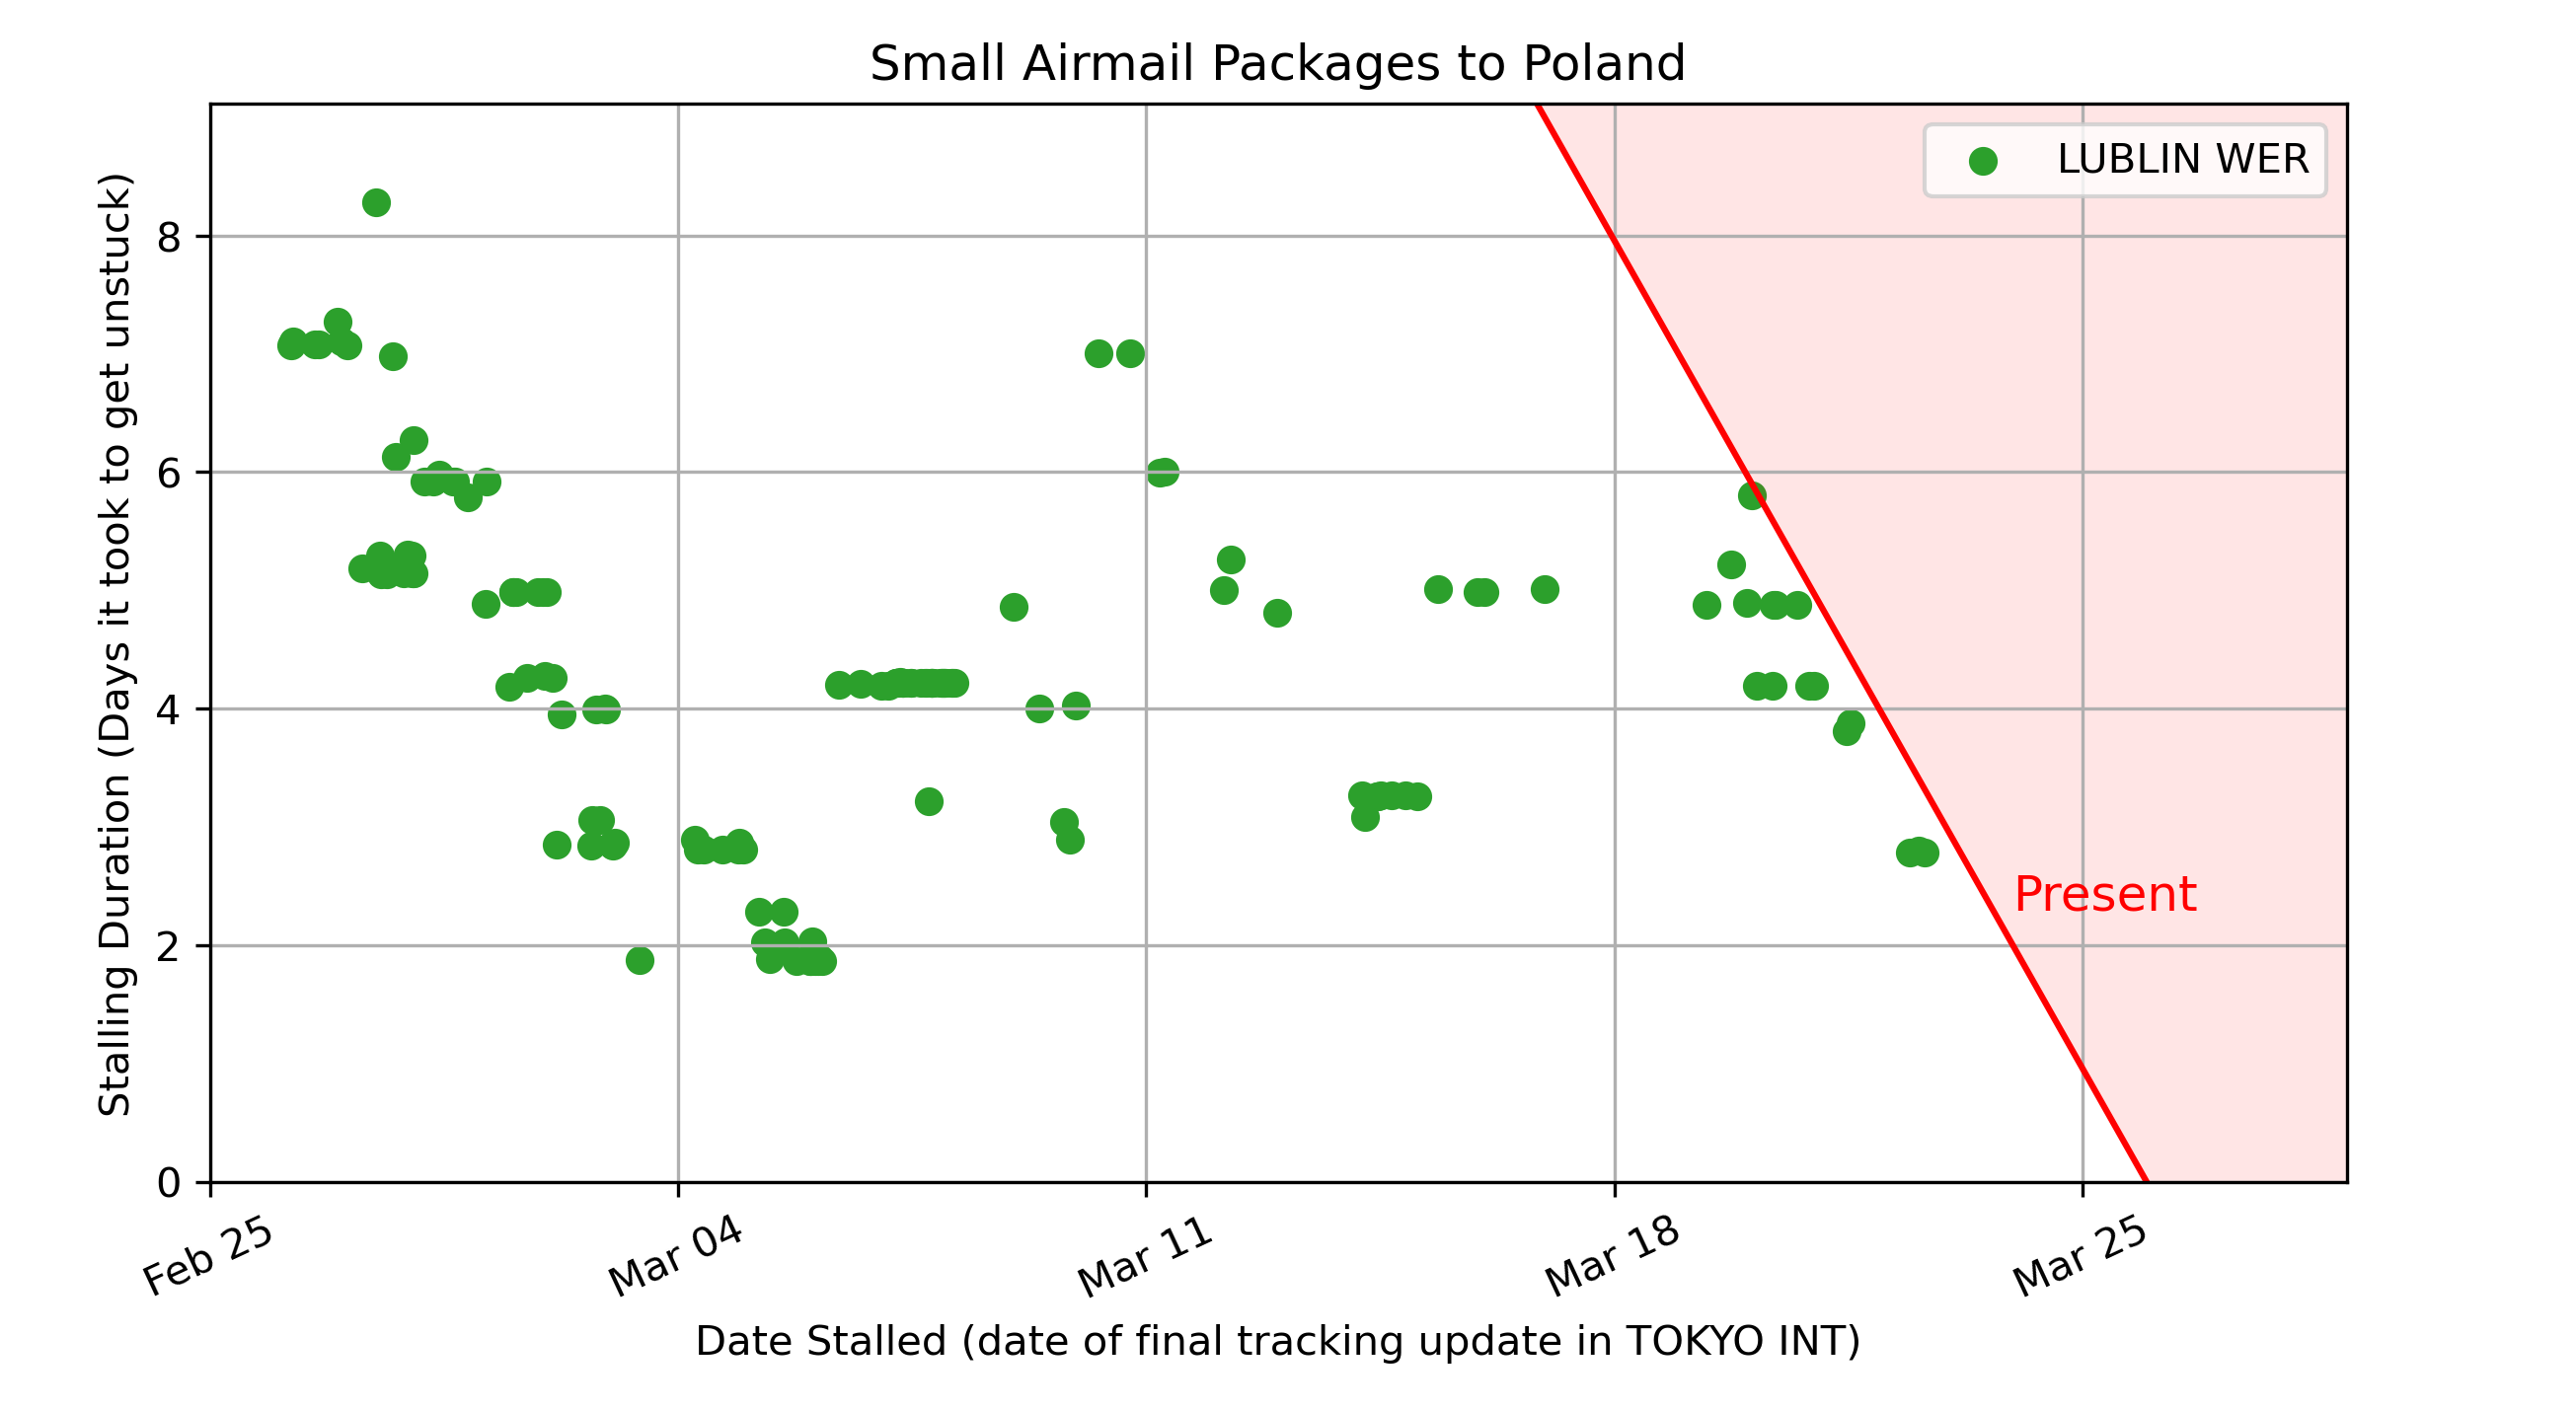 Small Airmail Packages to Poland
LUBLIN WER
Stalling Duration (Days it took to get unstuck)
8
6
4
2
0
Present
Feb 25
Mar 04
Mar 11
Mar 18
Mar 25
Date Stalled (date of final tracking update in TOKYO INT)